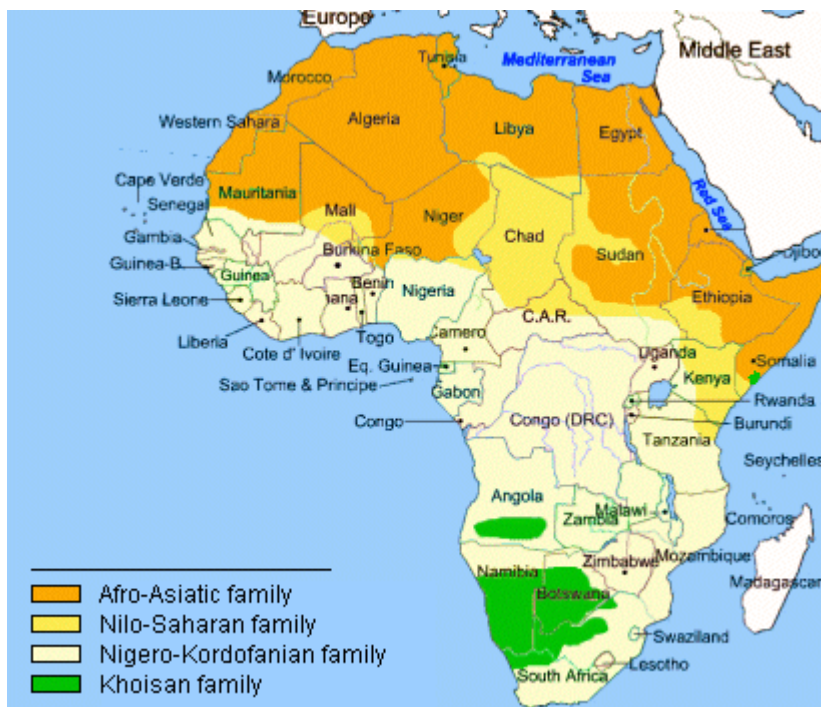 Europe
Middle East
Mediterranean
Sea
Tunisia
Morocco
Algeria
Libya
Egypt
Western Sahara
Red Sea
Cape Verde
Mauritania
Senegal
Mali
Niger
Chad
Sudan
Gambia
Burkina Faso
Djibo
Guinea-B.
Guinea
Benin
Nigeria
Ethiopia
Sierra Leone
hana
C.A.R.
Liberia
Togo
Camero
Cote d' Ivoire
Uganda
Somalia
Eq. Guinea
Kenya
Sao Tome & Principe
Gabon
Rwanda
Congo
Congo (DRC)
Burundi
Tanzania
Seychelles
Angola
Malawi
Comoros
Zambia
Mozambique
Zimbabwe
Namibia
Madagascar
Botswana
Swaziland
Lesotho
South Africa
Afro-Asiatic family
Nilo-Saharan family
Nigero-Kordofanian family
Khoisan family